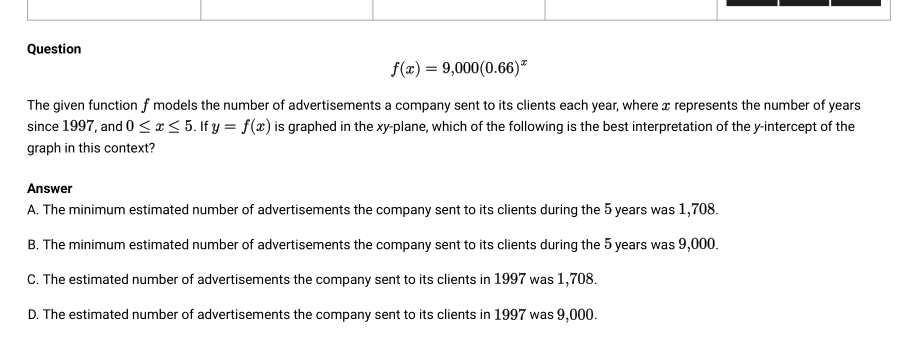 Question
f(x) = 9,000(0.66)ˣ
The given function f models the number of advertisements a company sent to its clients each year, where x represents the number of years
since 1997, and 0 ≤ x ≤ 5. If y = f(x) is graphed in the xy-plane, which of the following is the best interpretation of the y-intercept of the
graph in this context?
Answer
A. The minimum estimated number of advertisements the company sent to its clients during the 5 years was 1,708.
B. The minimum estimated number of advertisements the company sent to its clients during the 5 years was 9,000.
C. The estimated number of advertisements the company sent to its clients in 1997 was 1,708.
D. The estimated number of advertisements the company sent to its clients in 1997 was 9,000.